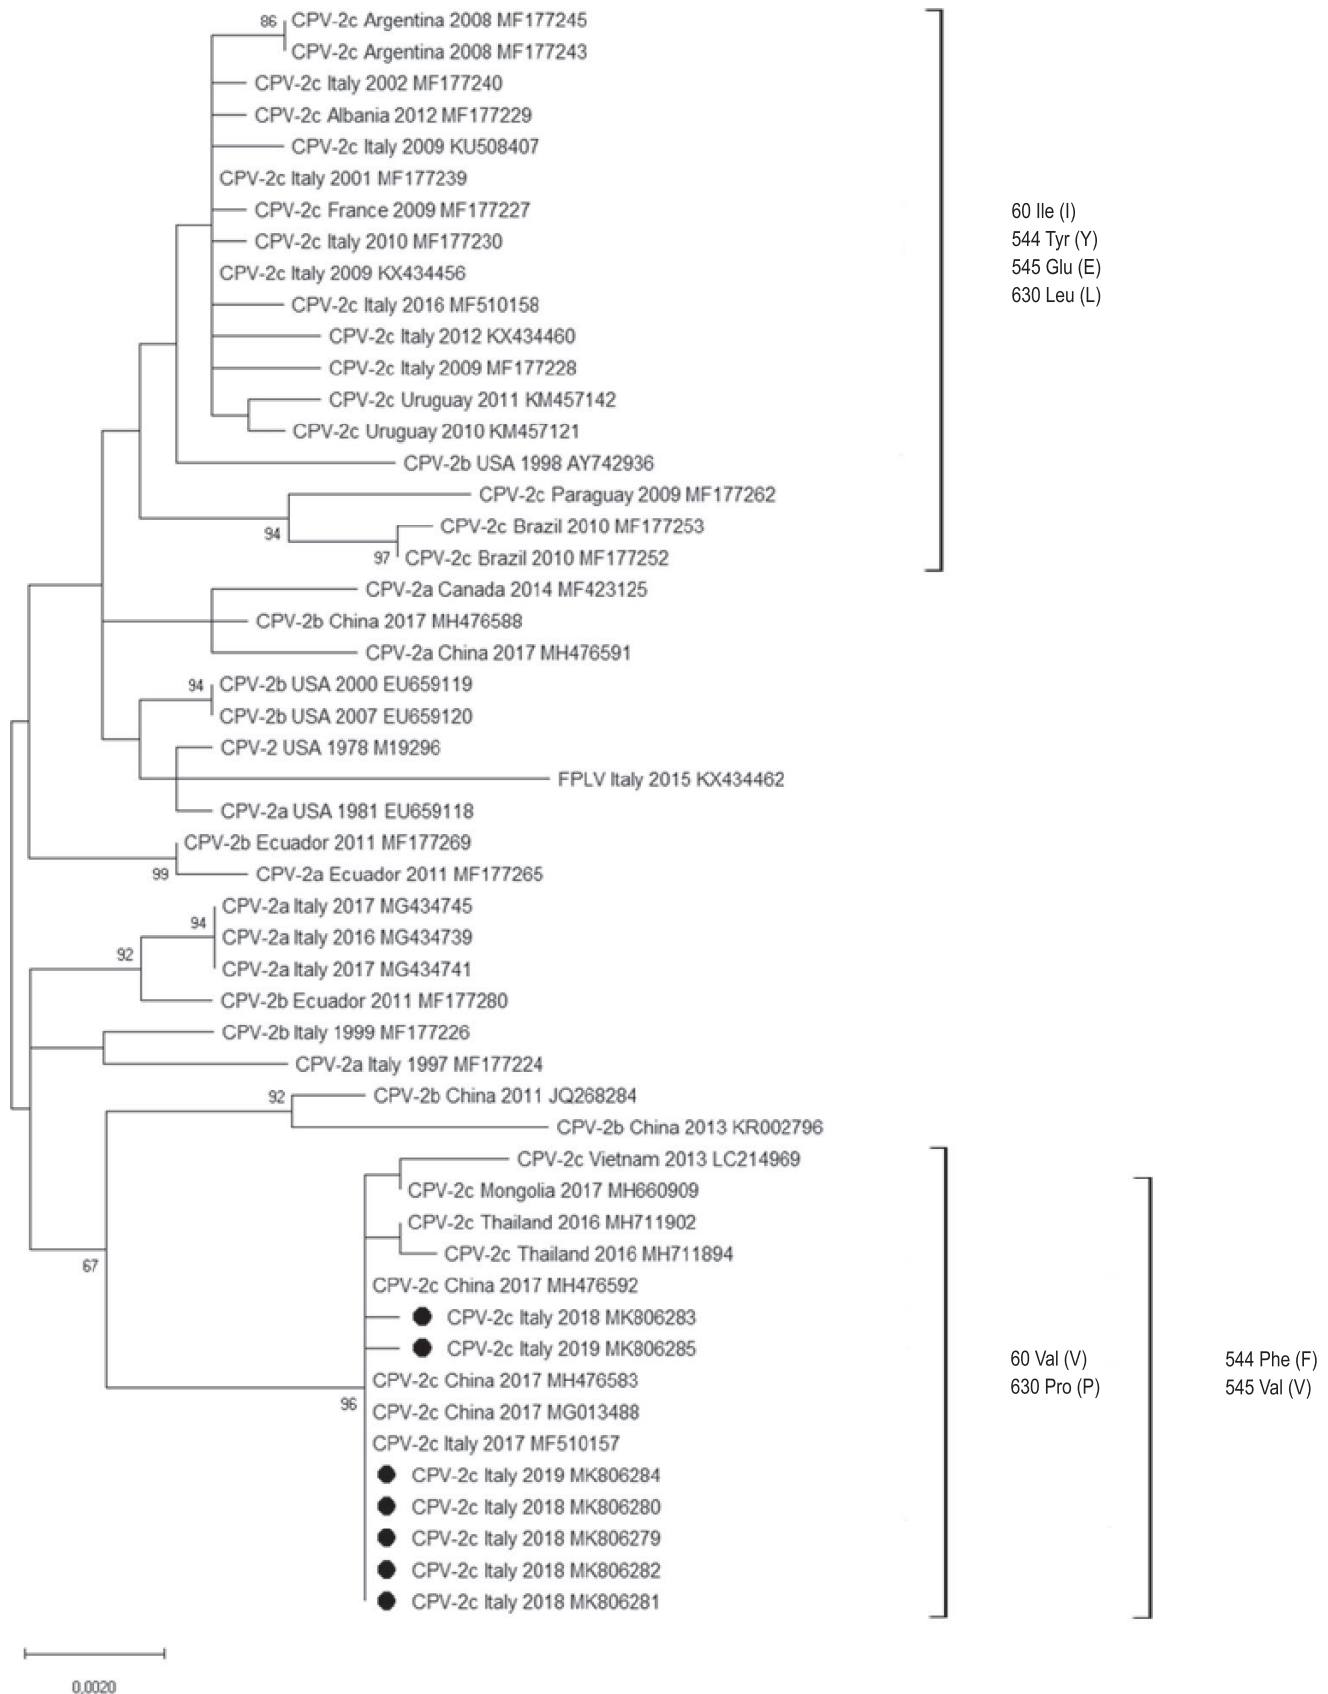 86
CPV-2c Argentina 2008 MF177245
CPV-2c Argentina 2008 MF177243
CPV-2c Italy 2002 MF177240
CPV-2c Albania 2012 MF177229
CPV-2c Italy 2009 KU508407
CPV-2c Italy 2001 MF177239
CPV-2c France 2009 MF177227
CPV-2c Italy 2010 MF177230
CPV-2c Italy 2009 KX434456
CPV-2c Italy 2016 MF510158
CPV-2c Italy 2012 KX434460
CPV-2c Italy 2009 MF177228
CPV-2c Uruguay 2011 KM457142
CPV-2c Uruguay 2010 KM457121
CPV-2b USA 1998 AY742936
CPV-2c Paraguay 2009 MF177262
94
CPV-2c Brazil 2010 MF177253
97
CPV-2c Brazil 2010 MF177252
60 Ile (I)
544 Tyr (Y)
545 Glu (E)
630 Leu (L)
CPV-2a Canada 2014 MF423125
CPV-2b China 2017 MH476588
CPV-2a China 2017 MH476591
94
CPV-2b USA 2000 EU659119
CPV-2b USA 2007 EU659120
CPV-2 USA 1978 M19296
FPLV Italy 2015 KX434462
CPV-2a USA 1981 EU659118
CPV-2b Ecuador 2011 MF177269
99
CPV-2a Ecuador 2011 MF177265
CPV-2a Italy 2017 MG434745
94
CPV-2a Italy 2016 MG434739
92
CPV-2a Italy 2017 MG434741
CPV-2b Ecuador 2011 MF177280
CPV-2b Italy 1999 MF177226
CPV-2a Italy 1997 MF177224
92
CPV-2b China 2011 JQ268284
CPV-2b China 2013 KR002796
CPV-2c Vietnam 2013 LC214969
CPV-2c Mongolia 2017 MH660909
CPV-2c Thailand 2016 MH711902
CPV-2c Thailand 2016 MH711894
67
CPV-2c China 2017 MH476592
CPV-2c Italy 2018 MK806283
CPV-2c Italy 2019 MK806285
CPV-2c China 2017 MH476583
96
CPV-2c China 2017 MG013488
CPV-2c Italy 2017 MF510157
CPV-2c Italy 2019 MK806284
CPV-2c Italy 2018 MK806280
CPV-2c Italy 2018 MK806279
CPV-2c Italy 2018 MK806282
CPV-2c Italy 2018 MK806281
60 Val (V)
630 Pro (P)
544 Phe (F)
545 Val (V)
0,0020